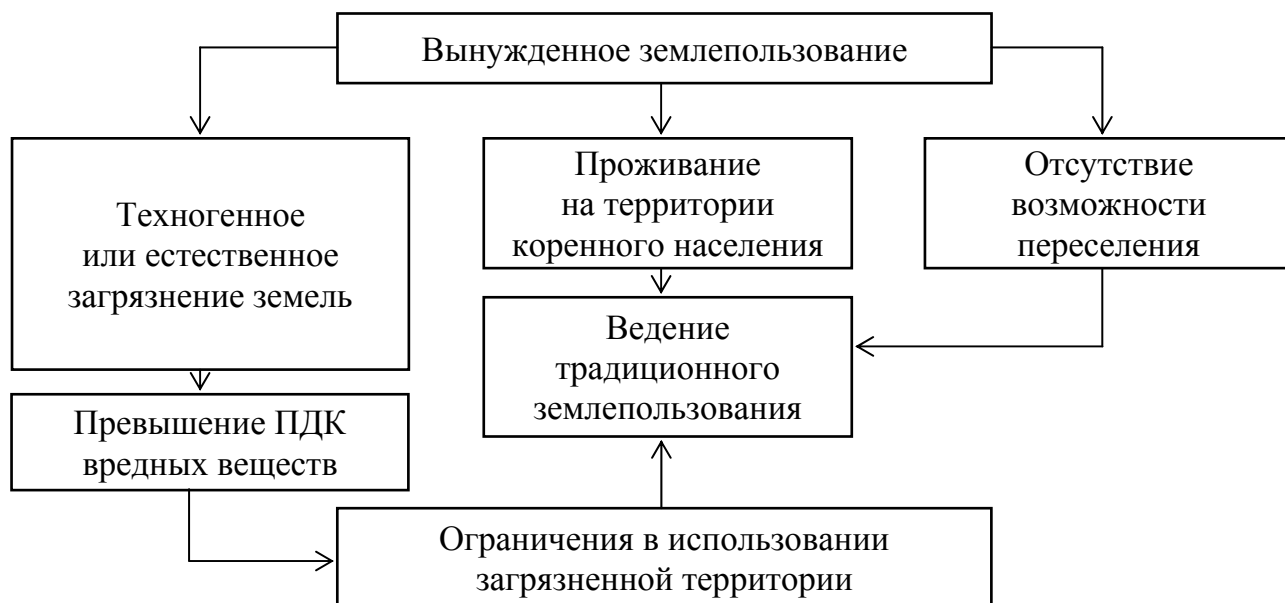 Вынужденное землепользование
Техногенное
или естественное
загрязнение земель
Проживание
на территории
коренного населения
Отсутствие
возможности
переселения
Ведение
традиционного
землепользования
Превышение ПДК
вредных веществ
Ограничения в использовании
загрязненной территории